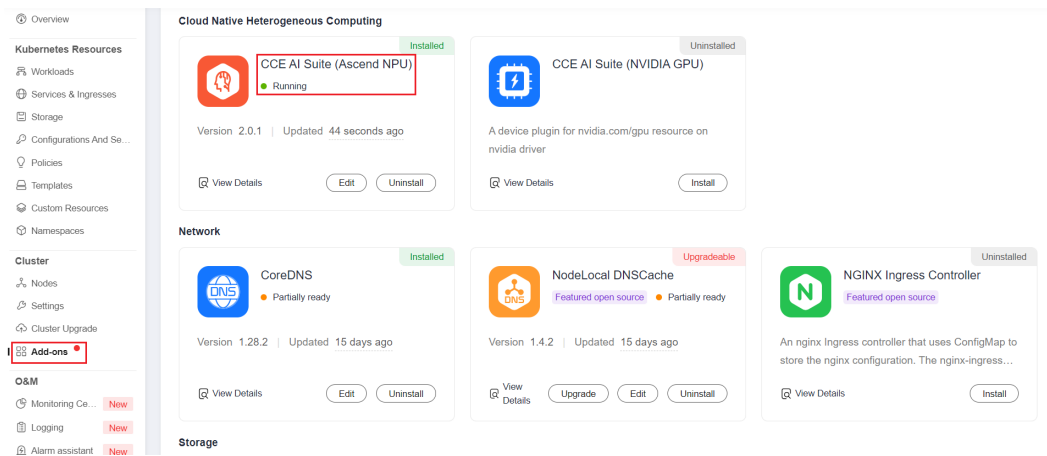 Overview
Kubernetes Resources
Workloads
Services & Ingresses
Storage
Configurations And Se...
Policies
Templates
Custom Resources
Namespaces
Cluster
Nodes
Settings
Cluster Upgrade
Add-ons
O&M
Monitoring Ce... New
Logging New
Alarm assistant New
Cloud Native Heterogeneous Computing
Installed
CCE AI Suite (Ascend NPU)
Running
Version 2.0.1 | Updated 44 seconds ago
View Details Edit Uninstall
Uninstalled
CCE AI Suite (NVIDIA GPU)
A device plugin for nvidia.com/gpu resource on
nvidia driver
View Details Install
Network
Installed
DNS
CoreDNS
Partially ready
Version 1.28.2 | Updated 15 days ago
View Details Edit Uninstall
Upgradeable
DNS
NodeLocal DNSCache
Featured open source Partially ready
Version 1.4.2 | Updated 15 days ago
View
Details Upgrade Edit Uninstall
Uninstalled
N
NGINX Ingress Controller
Featured open source
An nginx Ingress controller that uses ConfigMap to
store the nginx configuration. The nginx-ingress...
View Details Install
Storage